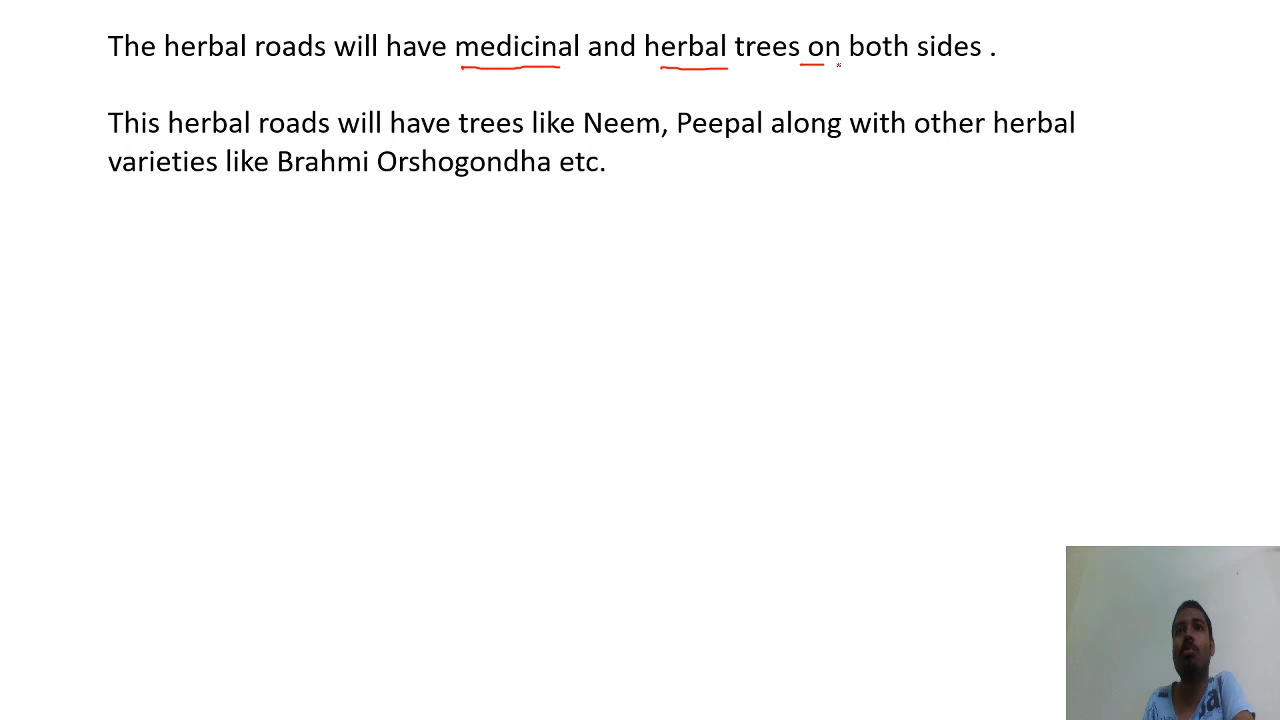 The herbal roads will have medicinal and herbal trees on both sides .
This herbal roads will have trees like Neem, Peepal along with other herbal
varieties like Brahmi Orshogondha etc.